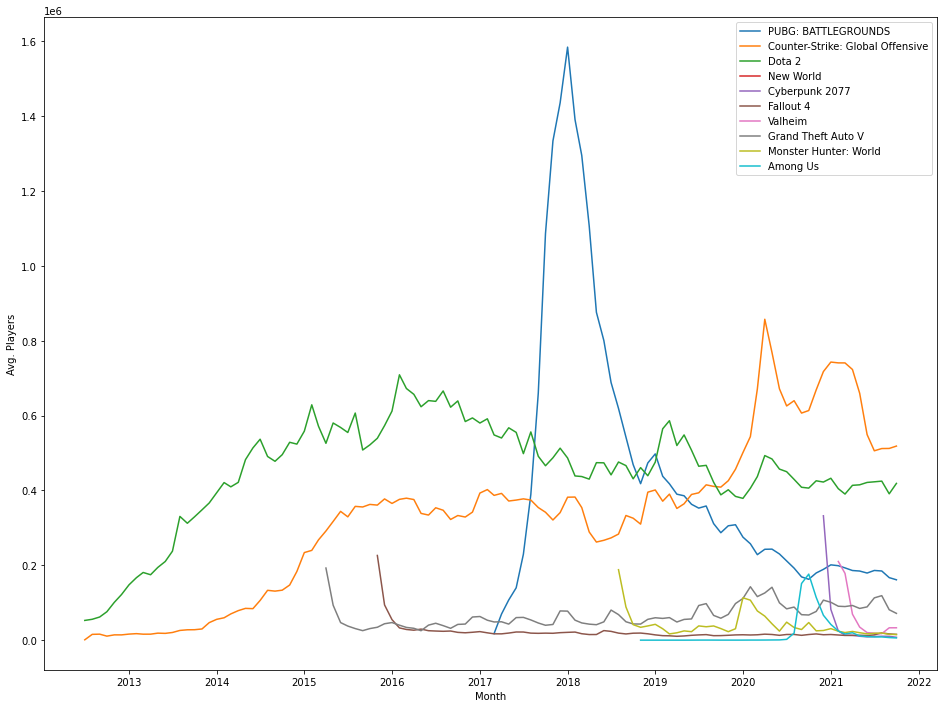 1e6
1.6
1.4
1.2
1.0
0.8
0.6
0.4
0.2
0.0
Avg. Players
2013 2014 2015 2016 2017 2018 2019 2020 2021 2022
Month
PUBG: BATTLEGROUNDS
Counter-Strike: Global Offensive
Dota 2
New World
Cyberpunk 2077
Fallout 4
Valheim
Grand Theft Auto V
Monster Hunter: World
Among Us